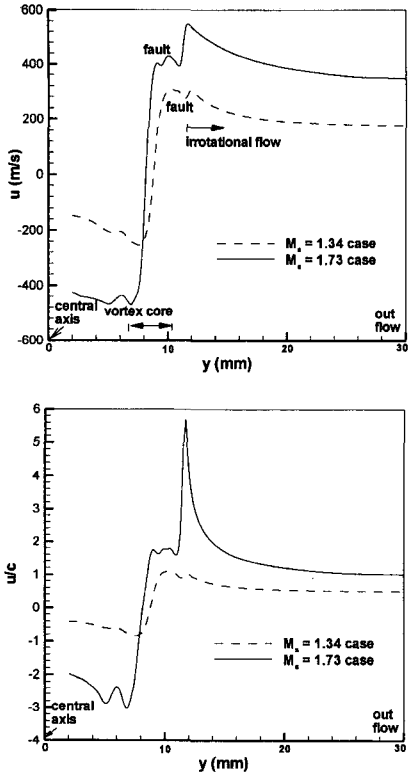 600
400
200
0
-200
-400
-600
u (m/s)
fault
fault
irrotational flow
Ms = 1.34 case
Ms = 1.73 case
central
axis
vortex core
out
flow
0
10
20
30
y (mm)
6
5
4
3
2
1
0
-1
-2
-3
-4
u/c
Ms = 1.34 case
Ms = 1.73 case
central
axis
out
flow
0
10
20
30
y (mm)